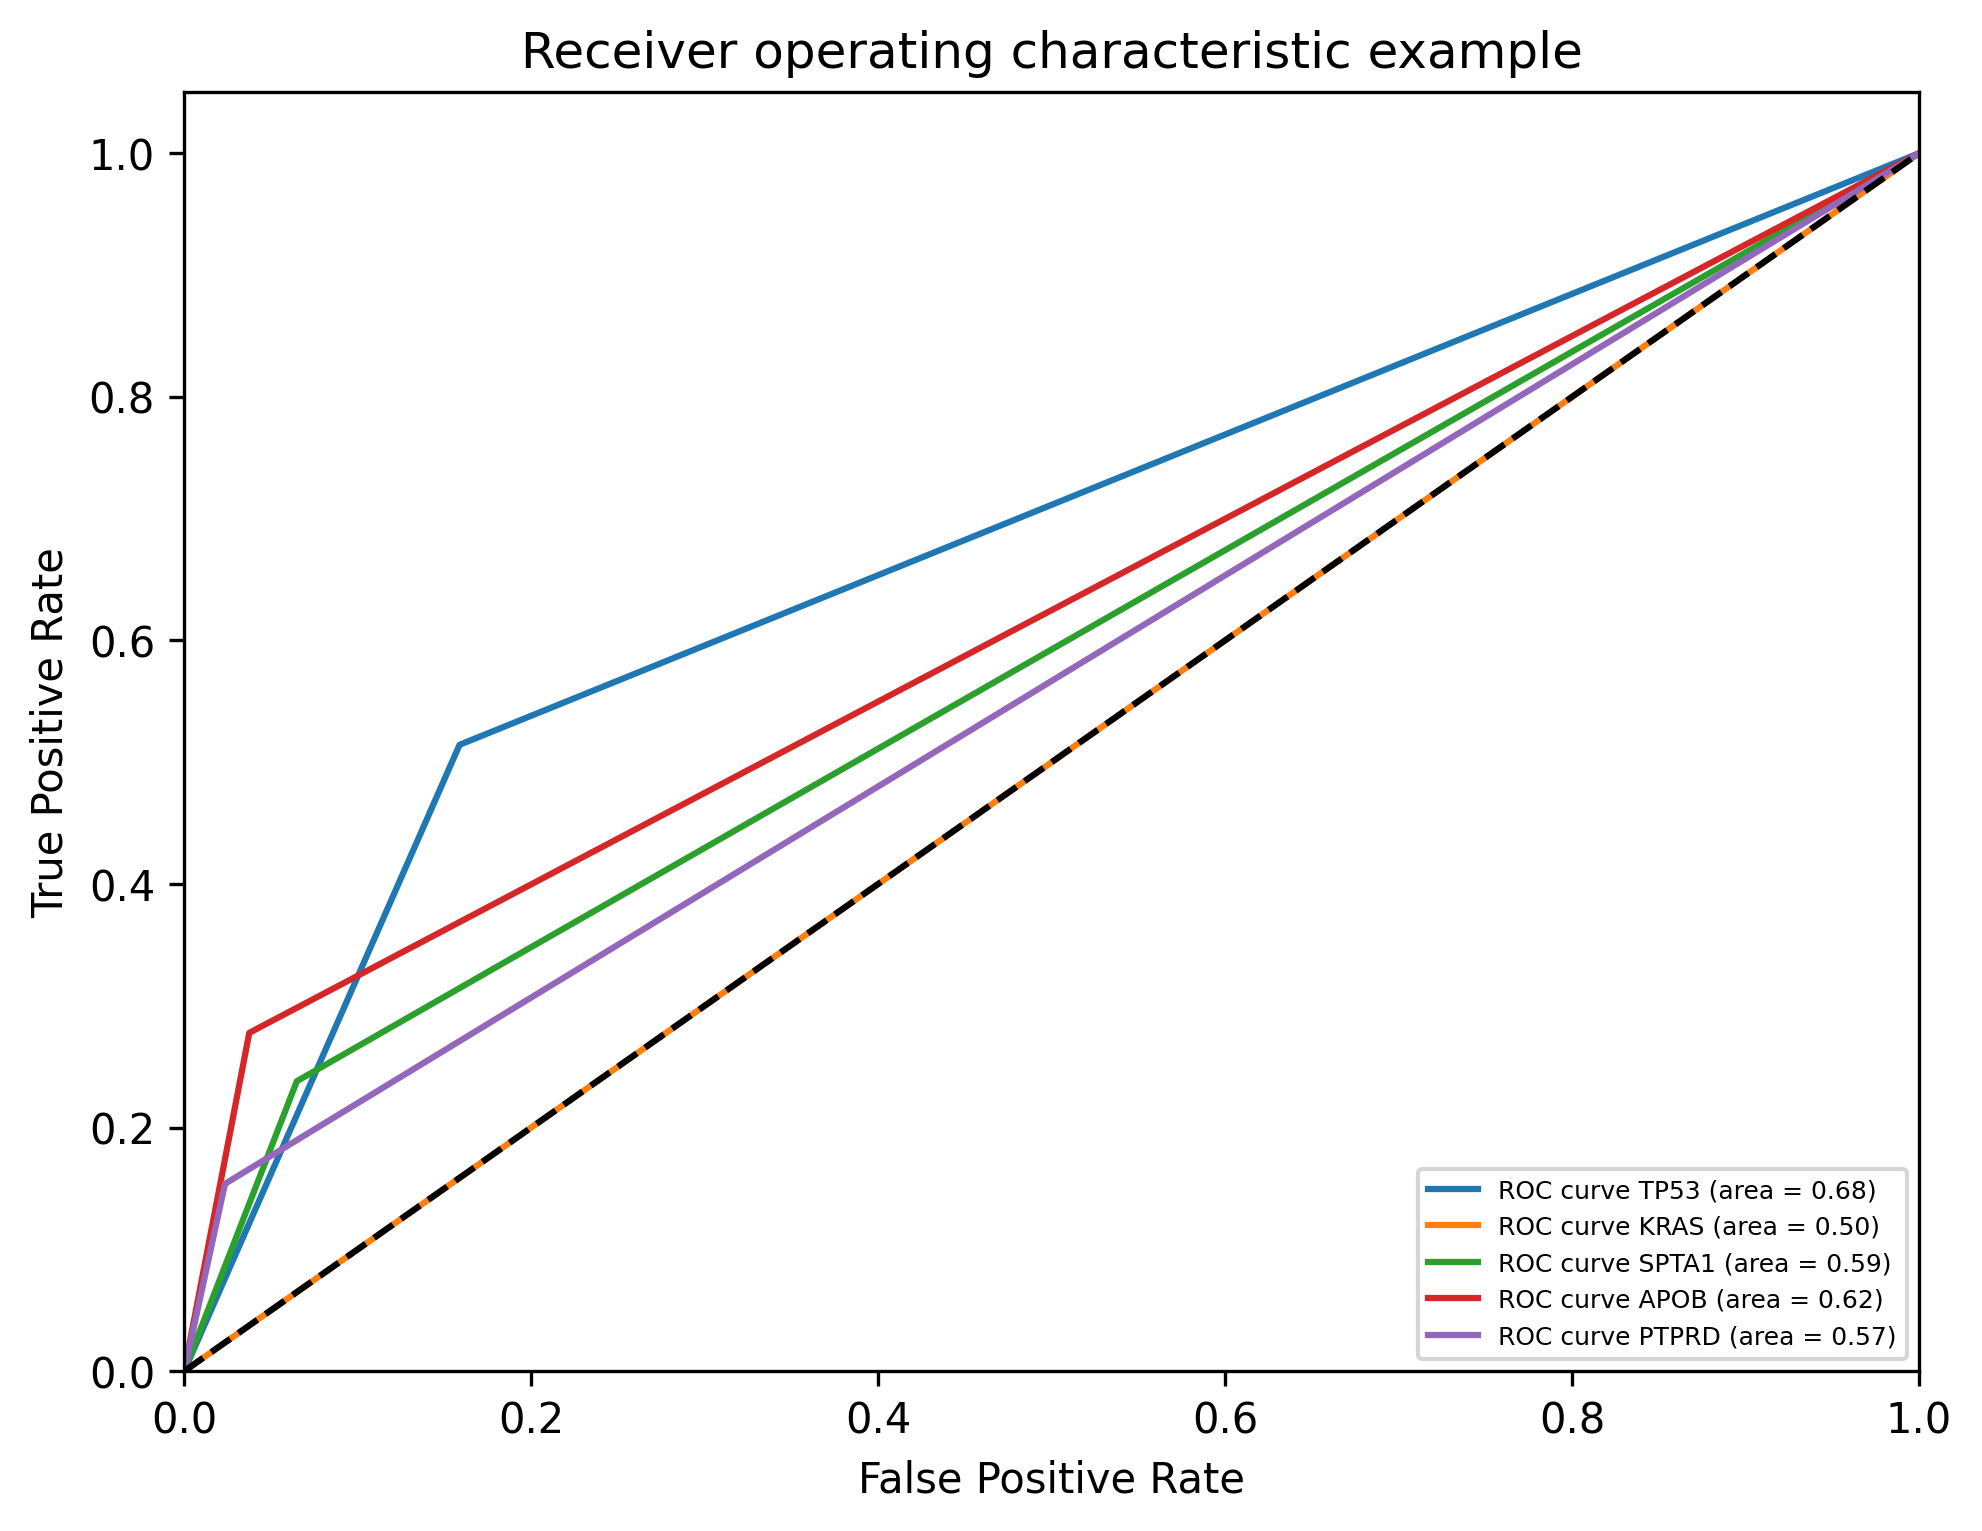 Receiver operating characteristic example
1.0
0.8
0.6
0.4
0.2
0.0
True Positive Rate
ROC curve TP53 (area = 0.68)
ROC curve KRAS (area = 0.50)
ROC curve SPTA1 (area = 0.59)
ROC curve APOB (area = 0.62)
ROC curve PTPRD (area = 0.57)
0.0 0.2 0.4 0.6 0.8 1.0
False Positive Rate